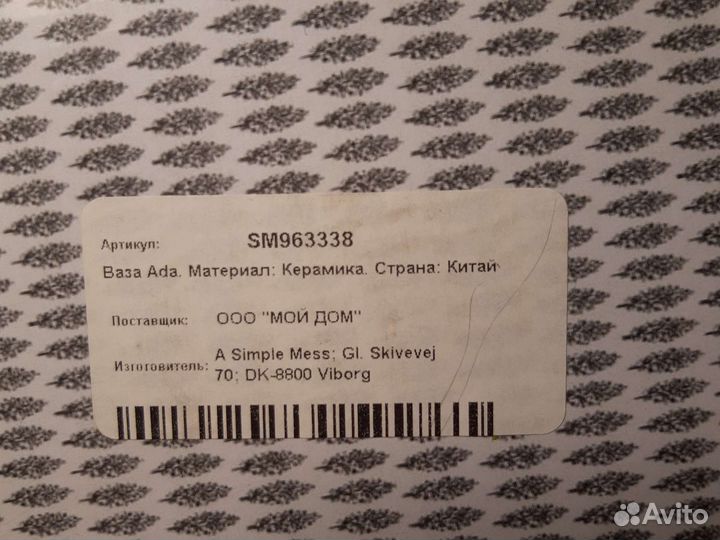 Артикул: SM963338
Ваза Ada. Материал: Керамика. Страна: Китай
Поставщик: ООО "МОЙ ДОМ"
Изготовитель: A Simple Mess; Gl. Skivevej
70; DK-8800 Viborg
Avito